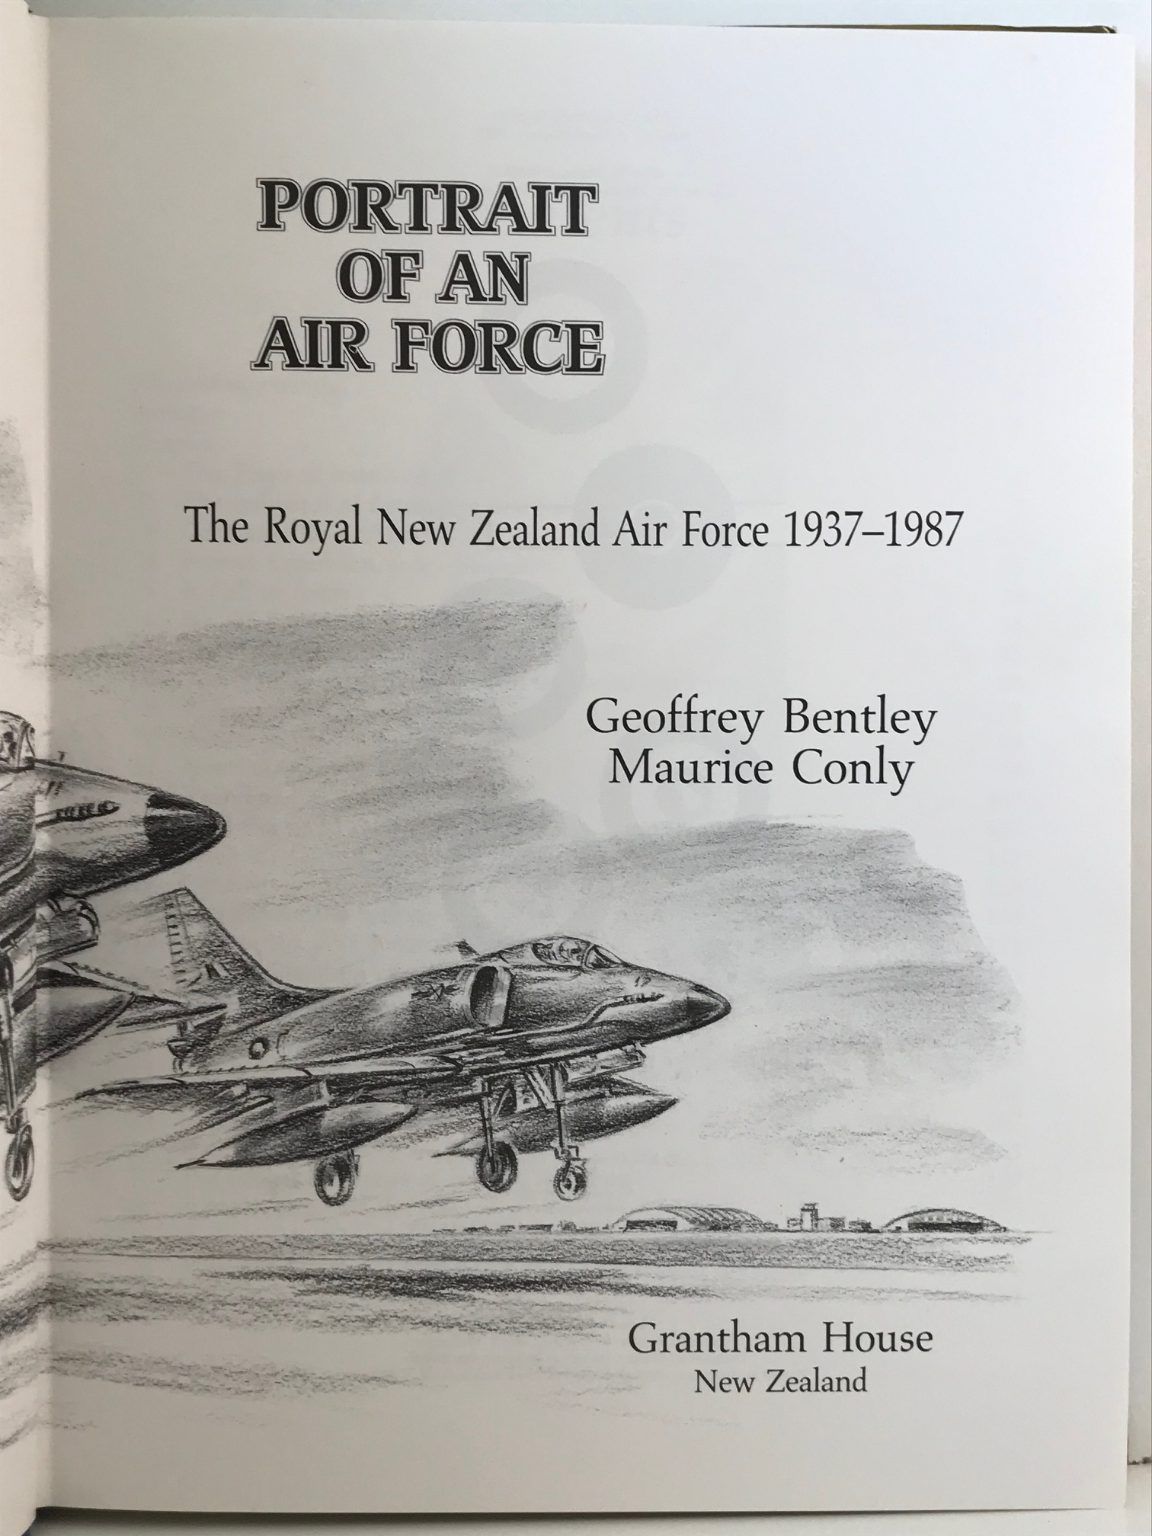 PORTRAIT
OF AN
AIR FORCE
The Royal New Zealand Air Force 1937–1987
Geoffrey Bentley
Maurice Conly
Grantham House
New Zealand